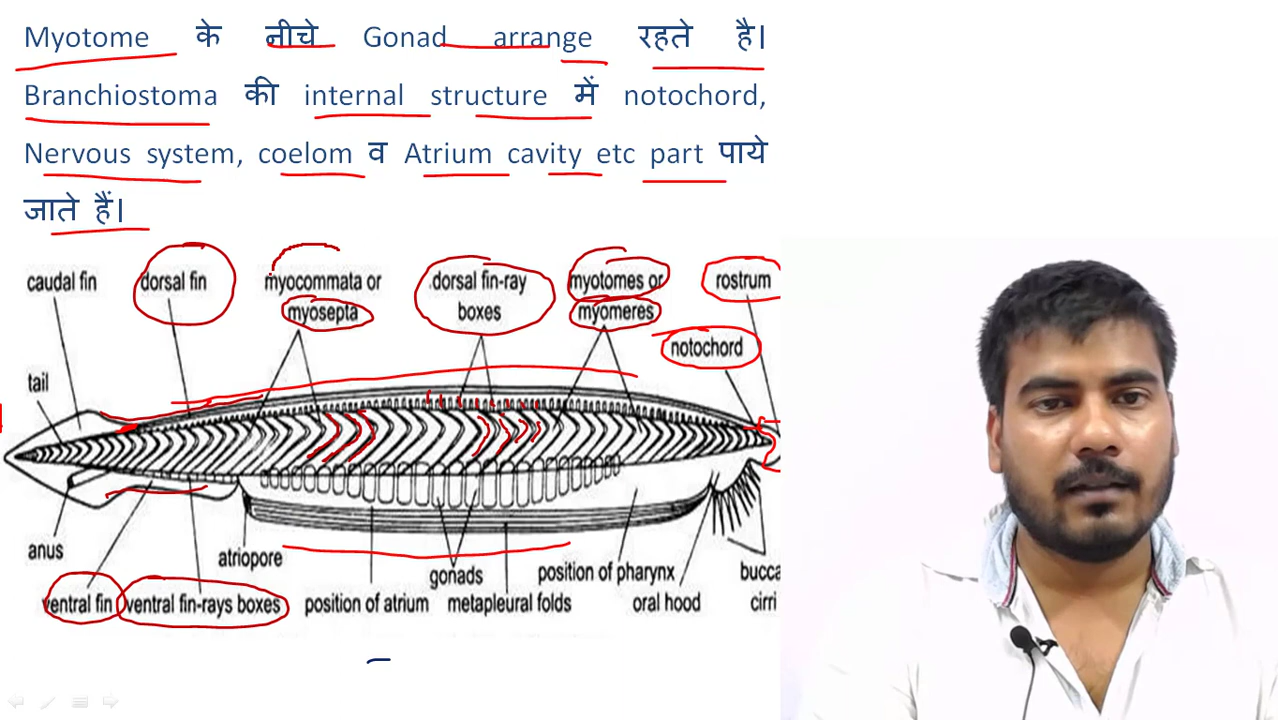 Myotome के नीचे Gonad arrange रहते है।
Branchiostoma की internal structure में notochord,
Nervous system, coelom व Atrium cavity etc part पाये
जाते हैं।
caudal fin
dorsal fin
myocommata or
myosepta
dorsal fin-ray
boxes
myotomes or
myomeres
rostrum
notochord
tail
anus
atriopore
gonads
position of pharynx
bucca
cirri
ventral fin
ventral fin-rays boxes
position of atrium
metapleural folds
oral hood